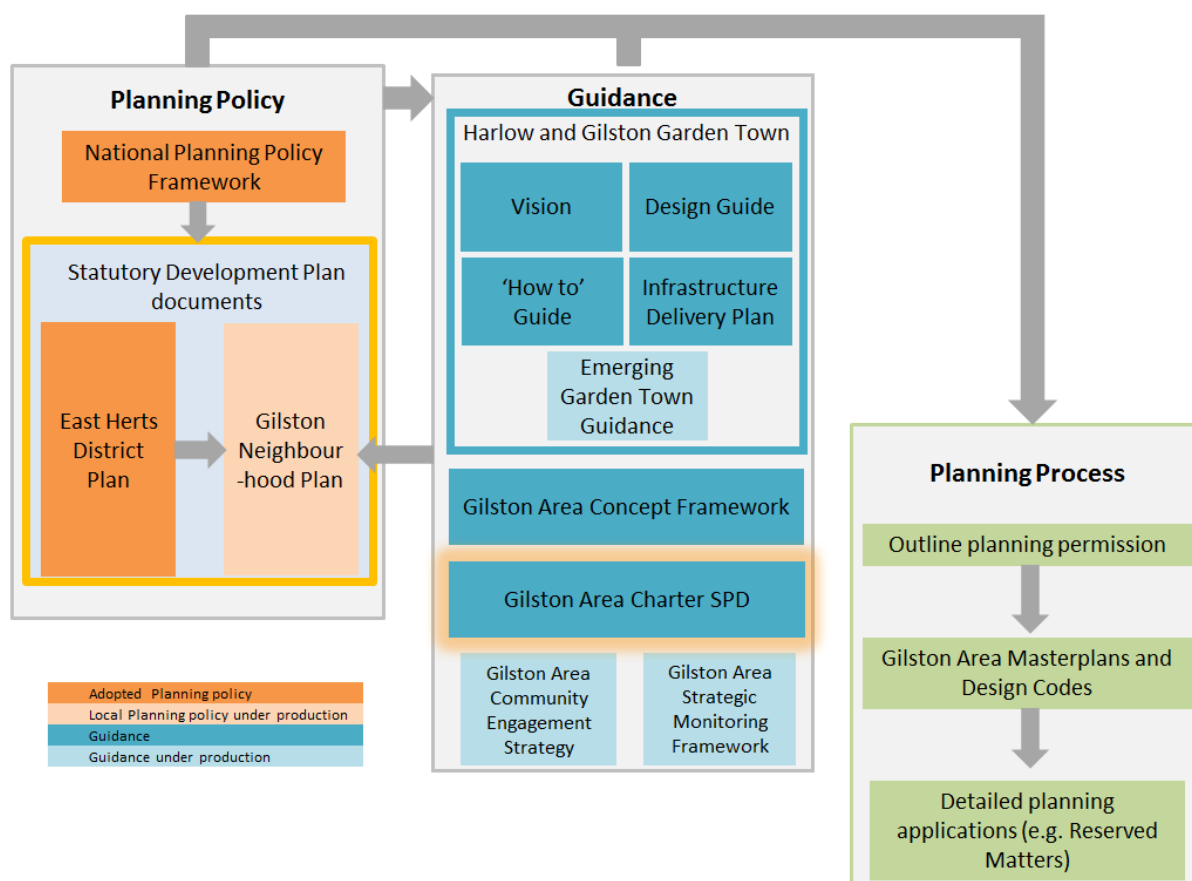 Planning Policy
National Planning Policy
Framework
Statutory Development Plan
documents
East Herts
District
Plan
Gilston
Neighbour
-hood Plan
Adopted Planning policy
Local Planning policy under production
Guidance
Guidance under production
Guidance
Harlow and Gilston Garden Town
Vision
Design Guide
‘How to’
Guide
Infrastructure
Delivery Plan
Emerging
Garden Town
Guidance
Gilston Area Concept Framework
Gilston Area Charter SPD
Gilston Area
Community
Engagement
Strategy
Gilston Area
Strategic
Monitoring
Framework
Planning Process
Outline planning permission
Gilston Area Masterplans and
Design Codes
Detailed planning
applications (e.g. Reserved
Matters)